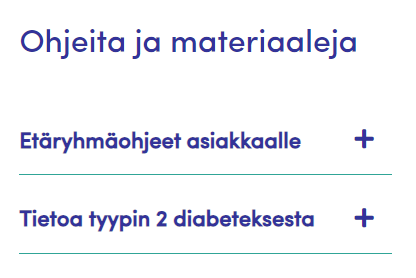 Ohjeita ja materiaaleja
Etäryhmäohjeet asiakkaalle
Tietoa tyypin 2 diabeteksesta